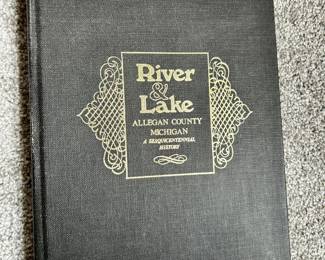 River
&
Lake
ALLEGAN COUNTY
MICHIGAN
A SESQUICENTENNIAL
HISTORY